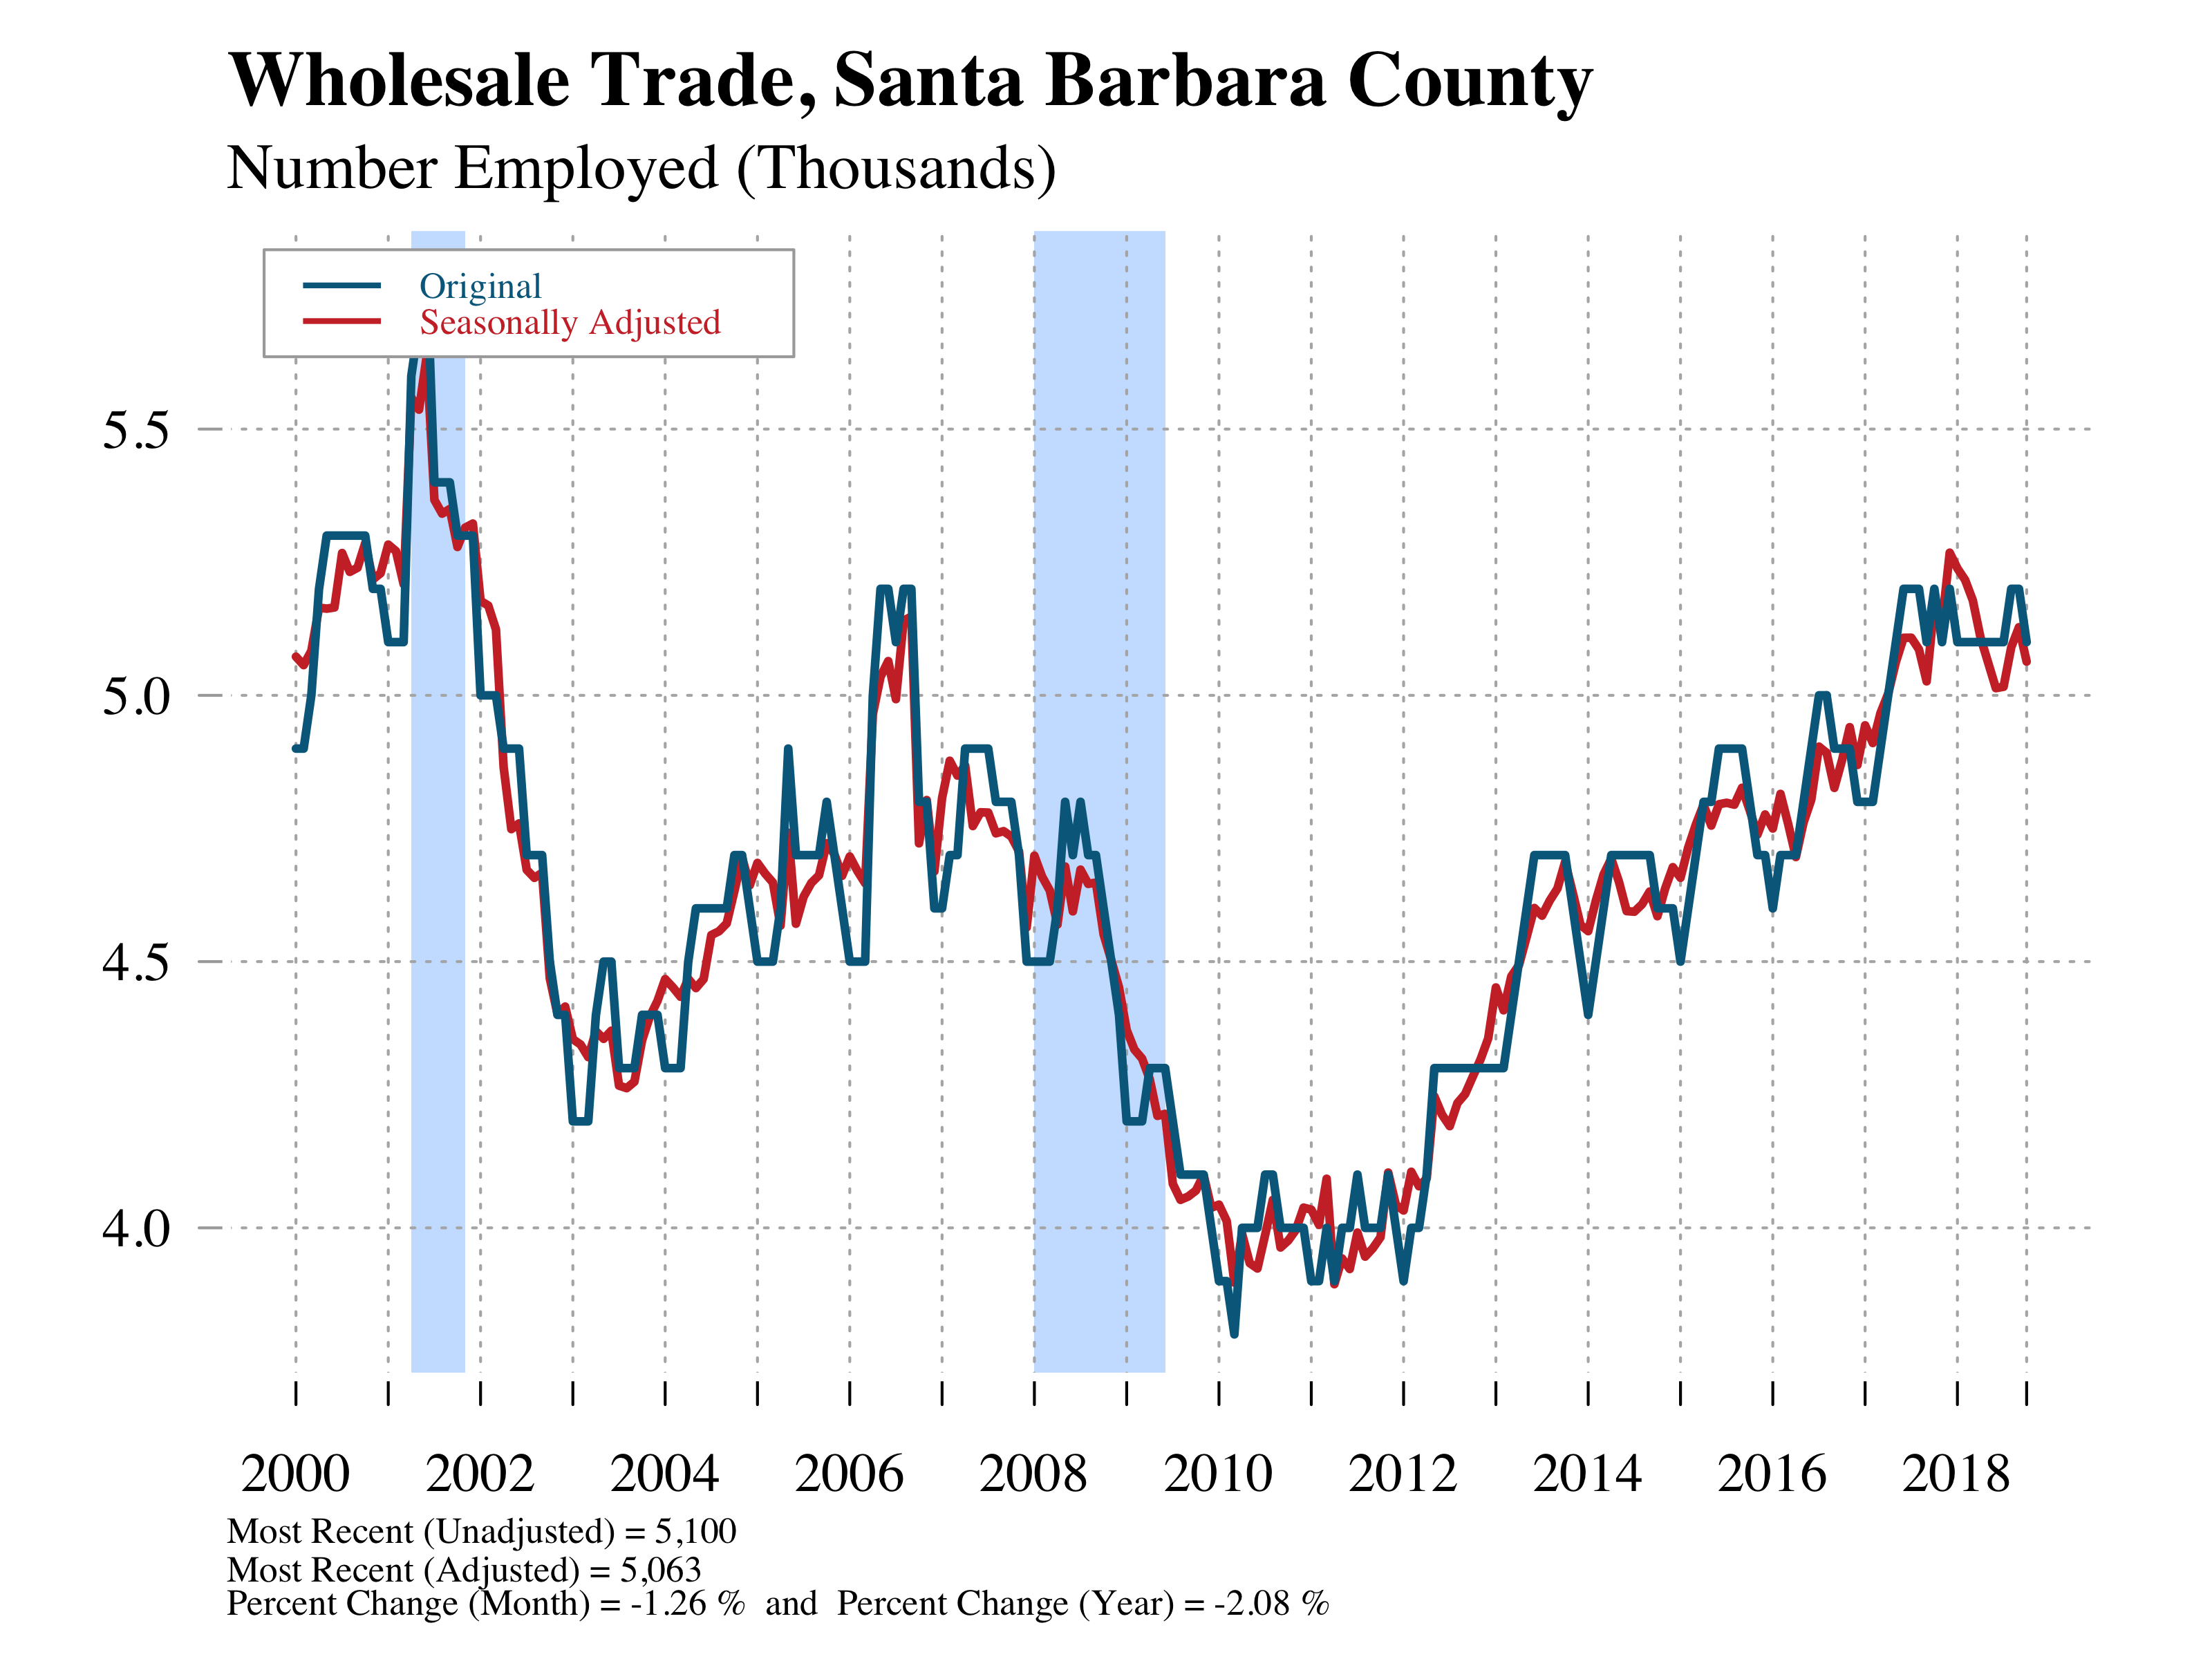 Wholesale Trade, Santa Barbara County
Number Employed (Thousands)
Original
Seasonally Adjusted
5.5
5.0
4.5
4.0
2000 2002 2004 2006 2008 2010 2012 2014 2016 2018
Most Recent (Unadjusted) = 5,100
Most Recent (Adjusted) = 5,063
Percent Change (Month) = -1.26 % and Percent Change (Year) = -2.08 %